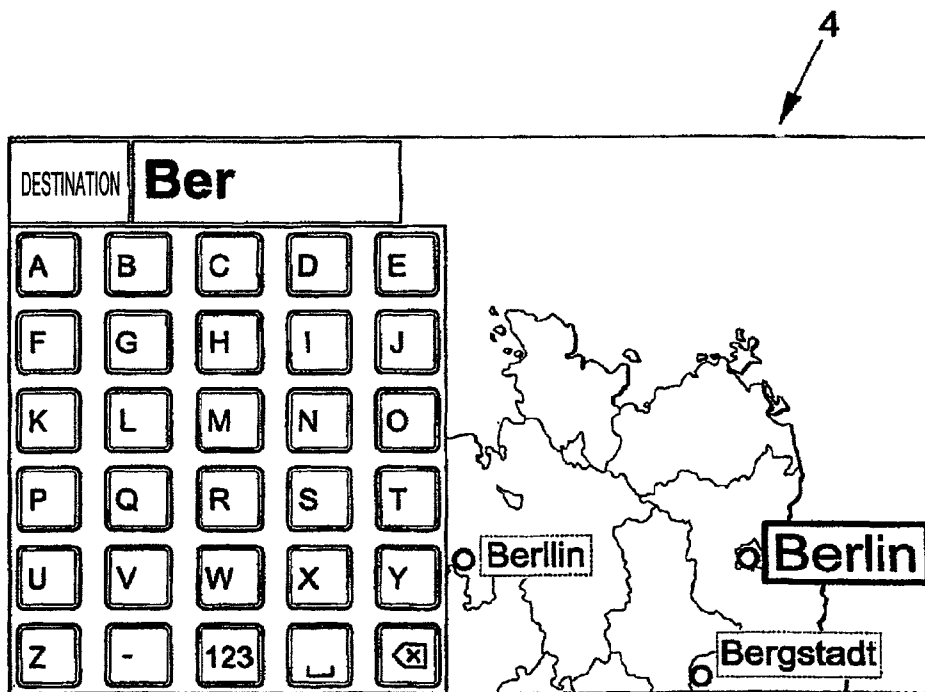 4
DESTINATION Ber
A B C D E
F G H I J
K L M N O
P Q R S T
U V W X Y
Z - 123
Berllin
Berlin
Bergstadt